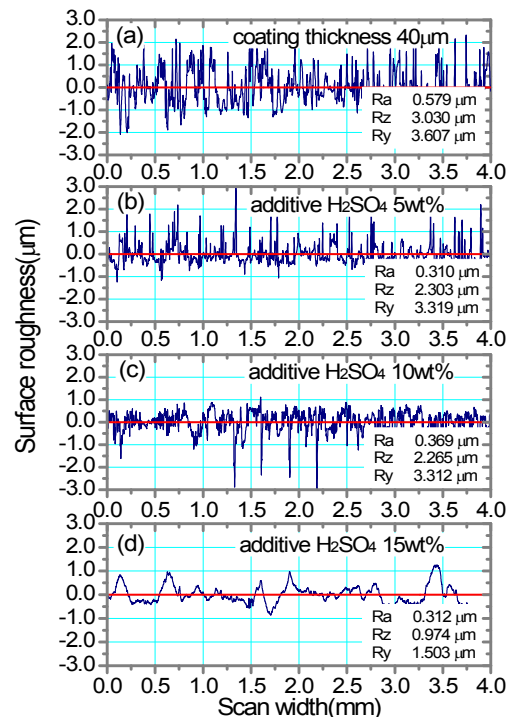 Surface roughness(μm)
3.0
(a) coating thickness 40μm
2.0
1.0
0.0
-1.0
-2.0
-3.0
Ra 0.579 μm
Rz 3.030 μm
Ry 3.607 μm
0.0 0.5 1.0 1.5 2.0 2.5 3.0 3.5 4.0
3.0
(b) additive H₂SO₄ 5wt%
2.0
1.0
0.0
-1.0
-2.0
-3.0
Ra 0.310 μm
Rz 2.303 μm
Ry 3.319 μm
0.0 0.5 1.0 1.5 2.0 2.5 3.0 3.5 4.0
3.0
(c) additive H₂SO₄ 10wt%
2.0
1.0
0.0
-1.0
-2.0
-3.0
Ra 0.369 μm
Rz 2.265 μm
Ry 3.312 μm
0.0 0.5 1.0 1.5 2.0 2.5 3.0 3.5 4.0
3.0
(d) additive H₂SO₄ 15wt%
2.0
1.0
0.0
-1.0
-2.0
-3.0
Ra 0.312 μm
Rz 0.974 μm
Ry 1.503 μm
0.0 0.5 1.0 1.5 2.0 2.5 3.0 3.5 4.0
Scan width(mm)